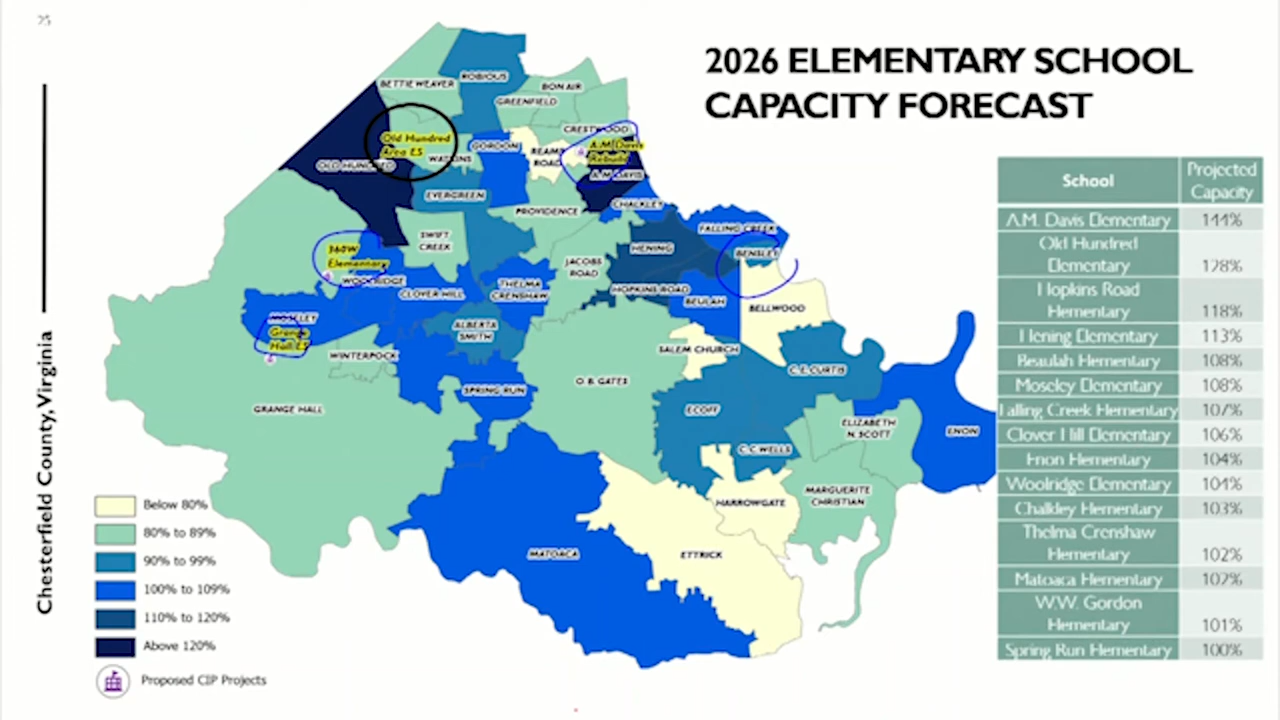 25
2026 ELEMENTARY SCHOOL
CAPACITY FORECAST
Chesterfield County, Virginia
BETTIE WEAVER
ROBIOUS
BON AIR
GREENFIELD
CRESTWOOD
Old Hundred
Area ES
OLD HUNDRED
WATKINS
GORDON
BEAMS
ROAD
A.M. Davis
Rebuild
A.M. DAVIS
EVERGREEN
CHALKLEY
PROVIDENCE
FALLING CREEK
SWIFT
CREEK
HENING
BENSLEY
360W
Elementary
WOOLRIDGE
JACOBS
ROAD
CLOVER HILL
THELMA
CRENSHAW
HOPKINS ROAD
BEULAH
BELLWOOD
MOSELEY
Grange
Hall ES
ALBERTA
SMITH
WINTERPOCK
SALEM CHURCH
C.E. CURTIS
O.B. GATES
SPRING RUN
GRANGE HALL
ECOFF
ELIZABETH
N. SCOTT
ENON
C.C. WELLS
MARGUERITE
CHRISTIAN
HARROWGATE
MATOACA
ETTRICK
Below 80%
80% to 89%
90% to 99%
100% to 109%
110% to 120%
Above 120%
Proposed CIP Projects
School Projected
Capacity
A.M. Davis Elementary 144%
Old Hundred
Elementary 128%
Hopkins Road
Elementary 118%
Hening Elementary 113%
Beaulah Elementary 108%
Moseley Elementary 108%
Falling Creek Elementary 107%
Clover Hill Elementary 106%
Enon Elementary 104%
Woolridge Elementary 104%
Chalkley Elementary 103%
Thelma Crenshaw
Elementary 102%
Matoaca Elementary 102%
W.W. Gordon
Elementary 101%
Spring Run Elementary 100%